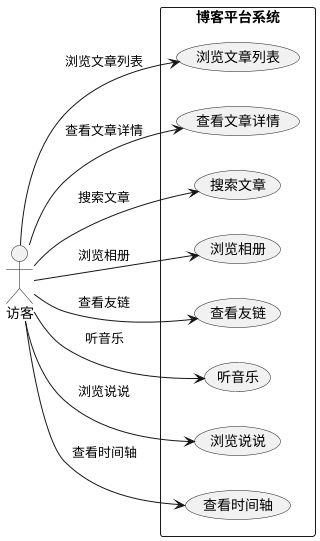 博客平台系统
浏览文章列表
浏览文章列表
查看文章详情
查看文章详情
搜索文章
搜索文章
浏览相册
浏览相册
访客
查看友链
查看友链
听音乐
听音乐
浏览说说
浏览说说
查看时间轴
查看时间轴